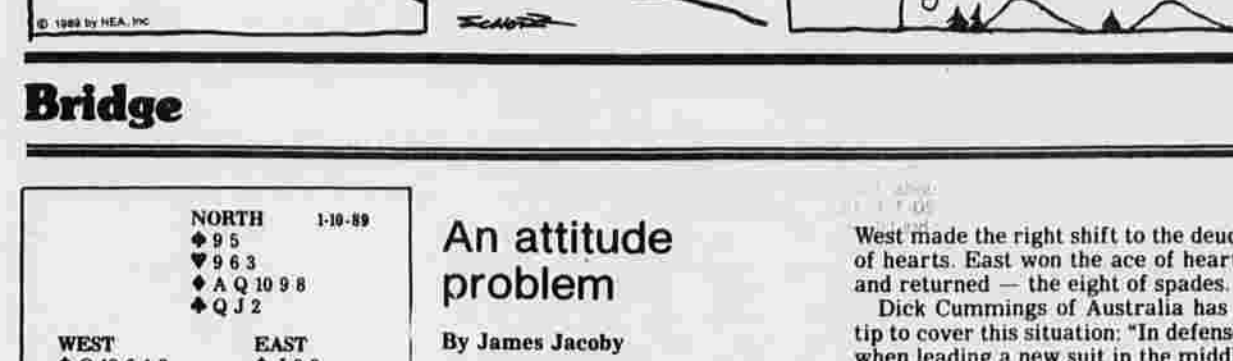 © 1989 by NEA, Inc
Bridge
NORTH 1-10-89
♠ 9 5
♥ 9 6 3
♦ A Q 10 9 8
♣ Q J 2
WEST EAST
An attitude
problem
By James Jacoby
West made the right shift to the deuc
of hearts. East won the ace of hear
and returned — the eight of spades.
Dick Cummings of Australia has
tip to cover this situation: "In defens
when leading a new suit in the midd